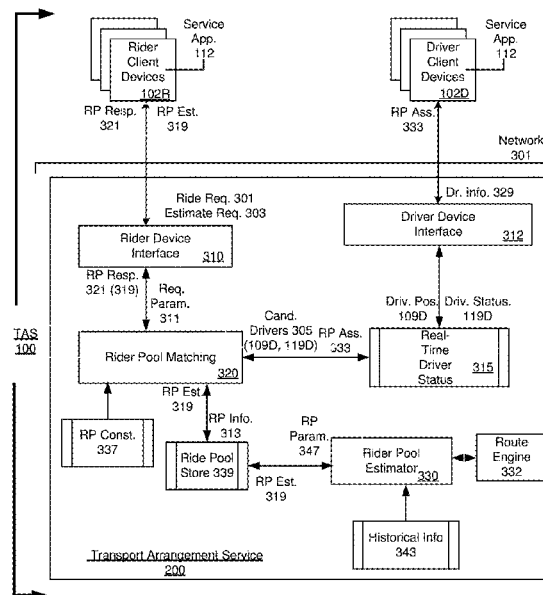 Service
App.
112
Rider
Client
Devices
102R
Service
App.
112
Driver
Client
Devices
102D
RP Resp.
321
RP Est.
319
RP Ass.
333
Network
301
Ride Req. 301
Estimate Req. 303
Dr. Info. 329
Rider Device
Interface 310
Driver Device
Interface 312
RP Resp.
321 (319)
Req.
Param.
311
Driv. Pos.
109D
Driv. Status.
119D
TAS
100
Cand.
Drivers 305
(109D, 119D)
RP Ass.
333
Rider Pool Matching
320
Real-
Time
Driver
Status
315
RP Est.
319
RP Info.
313
RP Const.
337
Ride Pool
Store 339
RP
Param.
347
RP Est.
319
Rider Pool
Estimator 330
Route
Engine
332
Historical Info
343
Transport Arrangement Service
200